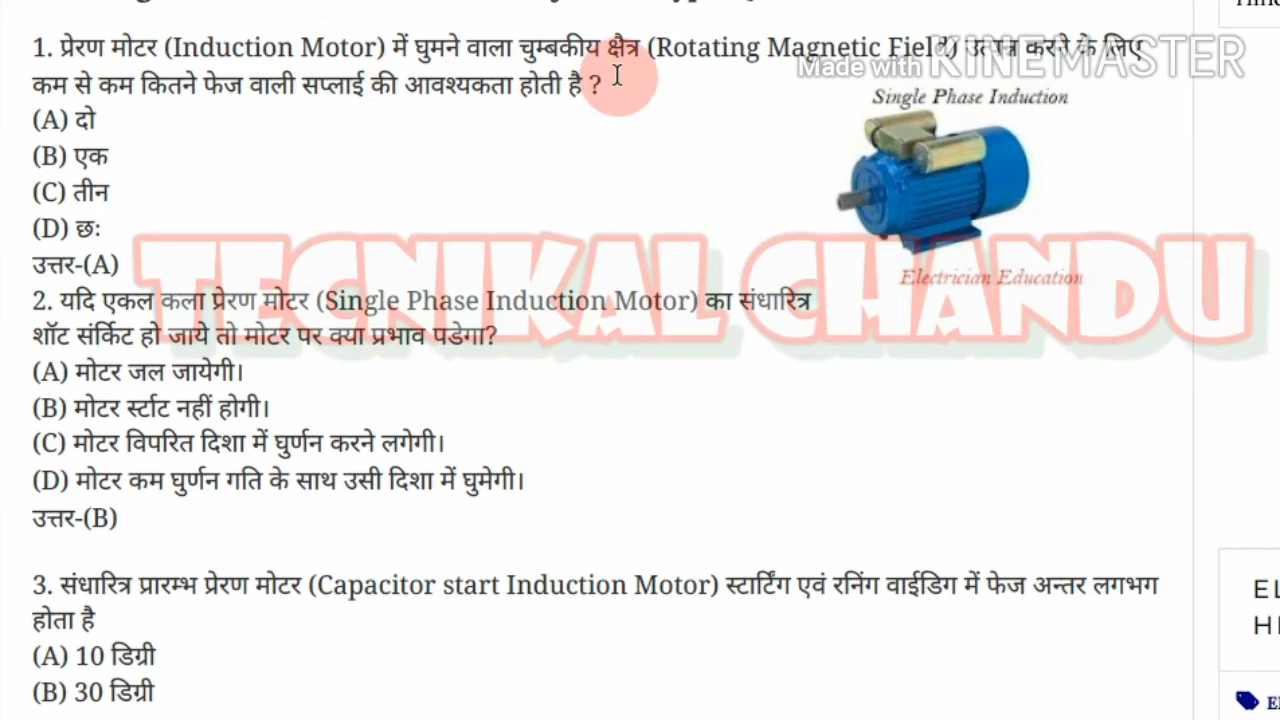 1. प्रेरण मोटर (Induction Motor) में घुमने वाला चुम्बकीय क्षैत्र (Rotating Magnetic Field) उत्पन्न करने के लिए
कम से कम कितने फेज वाली सप्लाई की आवश्यकता होती है ?
Made with KINEMASTER
Single Phase Induction
(A) दो
(B) एक
(C) तीन
(D) छः
उत्तर-(A)
TECNIKAL CHANDU
Electrician Education
2. यदि एकल कला प्रेरण मोटर (Single Phase Induction Motor) का संधारित्र
शॉट संर्किट हो जाये तो मोटर पर क्या प्रभाव पडेगा?
(A) मोटर जल जायेगी।
(B) मोटर र्स्टाट नहीं होगी।
(C) मोटर विपरित दिशा में घुर्णन करने लगेगी।
(D) मोटर कम घुर्णन गति के साथ उसी दिशा में घुमेगी।
उत्तर-(B)
3. संधारित्र प्रारम्भ प्रेरण मोटर (Capacitor start Induction Motor) स्टार्टिंग एवं रनिंग वाईडिग में फेज अन्तर लगभग
होता है
(A) 10 डिग्री
(B) 30 डिग्री